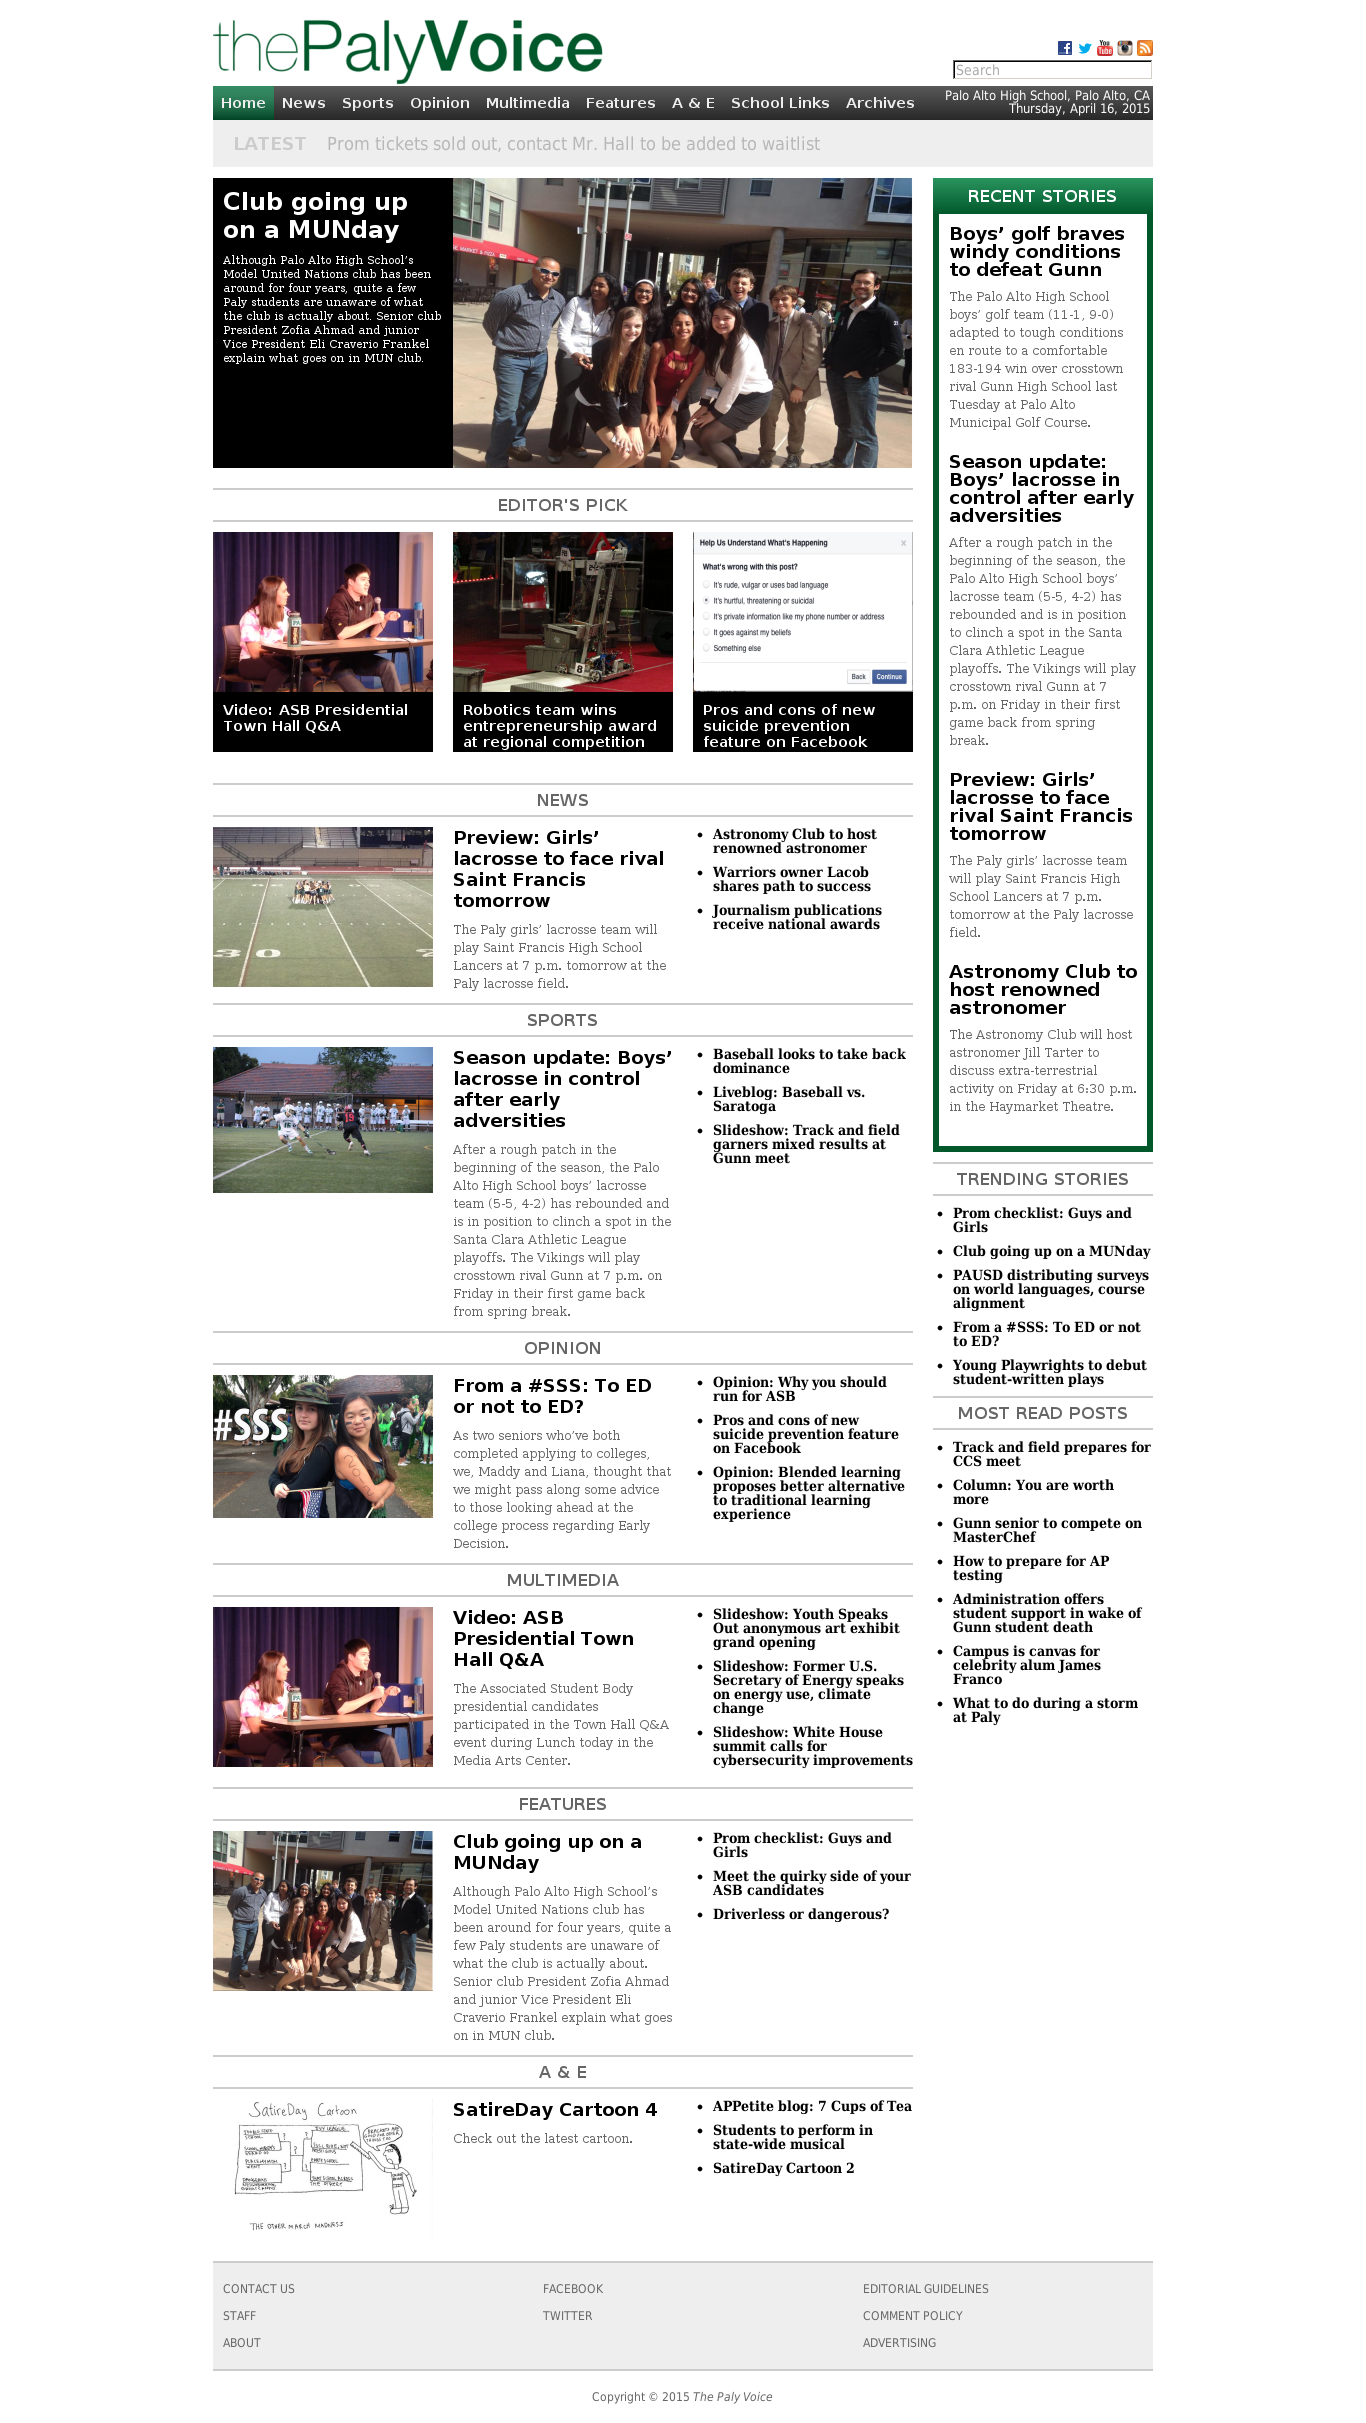 thePalyVoice
Search
Home News Sports Opinion Multimedia Features A & E School Links Archives
Palo Alto High School, Palo Alto, CA
Thursday, April 16, 2015
LATEST Prom tickets sold out, contact Mr. Hall to be added to waitlist
Club going up
on a MUNday
Although Palo Alto High School’s
Model United Nations club has been
around for four years, quite a few
Paly students are unaware of what
the club is actually about. Senior club
President Zofia Ahmad and junior
Vice President Eli Craverio Frankel
explain what goes on in MUN club.
EDITOR'S PICK
Video: ASB Presidential
Town Hall Q&A
Robotics team wins
entrepreneurship award
at regional competition
Help Us Understand What's Happening
What's wrong with this post?
It's rude, vulgar or uses bad language
It's hurtful, threatening or suicidal
It's private information like my phone number or address
It goes against my beliefs
Something else
Back Continue
Pros and cons of new
suicide prevention
feature on Facebook
NEWS
Preview: Girls’
lacrosse to face rival
Saint Francis
tomorrow
The Paly girls’ lacrosse team will
play Saint Francis High School
Lancers at 7 p.m. tomorrow at the
Paly lacrosse field.
Astronomy Club to host
renowned astronomer
Warriors owner Lacob
shares path to success
Journalism publications
receive national awards
SPORTS
Season update: Boys’
lacrosse in control
after early
adversities
After a rough patch in the
beginning of the season, the Palo
Alto High School boys’ lacrosse
team (5-5, 4-2) has rebounded and
is in position to clinch a spot in the
Santa Clara Athletic League
playoffs. The Vikings will play
crosstown rival Gunn at 7 p.m. on
Friday in their first game back
from spring break.
Baseball looks to take back
dominance
Liveblog: Baseball vs.
Saratoga
Slideshow: Track and field
garners mixed results at
Gunn meet
OPINION
#SSS
From a #SSS: To ED
or not to ED?
As two seniors who’ve both
completed applying to colleges,
we, Maddy and Liana, thought that
we might pass along some advice
to those looking ahead at the
college process regarding Early
Decision.
Opinion: Why you should
run for ASB
Pros and cons of new
suicide prevention feature
on Facebook
Opinion: Blended learning
proposes better alternative
to traditional learning
experience
MULTIMEDIA
Video: ASB
Presidential Town
Hall Q&A
The Associated Student Body
presidential candidates
participated in the Town Hall Q&A
event during Lunch today in the
Media Arts Center.
Slideshow: Youth Speaks
Out anonymous art exhibit
grand opening
Slideshow: Former U.S.
Secretary of Energy speaks
on energy use, climate
change
Slideshow: White House
summit calls for
cybersecurity improvements
FEATURES
Club going up on a
MUNday
Although Palo Alto High School’s
Model United Nations club has
been around for four years, quite a
few Paly students are unaware of
what the club is actually about.
Senior club President Zofia Ahmad
and junior Vice President Eli
Craverio Frankel explain what goes
on in MUN club.
Prom checklist: Guys and
Girls
Meet the quirky side of your
ASB candidates
Driverless or dangerous?
A & E
SatireDay Cartoon
THE OTHER MARCH MADNESS
SatireDay Cartoon 4
Check out the latest cartoon.
APPetite blog: 7 Cups of Tea
Students to perform in
state-wide musical
SatireDay Cartoon 2
RECENT STORIES
Boys’ golf braves
windy conditions
to defeat Gunn
The Palo Alto High School
boys’ golf team (11-1, 9-0)
adapted to tough conditions
en route to a comfortable
183-194 win over crosstown
rival Gunn High School last
Tuesday at Palo Alto
Municipal Golf Course.
Season update:
Boys’ lacrosse in
control after early
adversities
After a rough patch in the
beginning of the season, the
Palo Alto High School boys’
lacrosse team (5-5, 4-2) has
rebounded and is in position
to clinch a spot in the Santa
Clara Athletic League
playoffs. The Vikings will play
crosstown rival Gunn at 7
p.m. on Friday in their first
game back from spring
break.
Preview: Girls’
lacrosse to face
rival Saint Francis
tomorrow
The Paly girls’ lacrosse team
will play Saint Francis High
School Lancers at 7 p.m.
tomorrow at the Paly lacrosse
field.
Astronomy Club to
host renowned
astronomer
The Astronomy Club will host
astronomer Jill Tarter to
discuss extra-terrestrial
activity on Friday at 6:30 p.m.
in the Haymarket Theatre.
TRENDING STORIES
Prom checklist: Guys and
Girls
Club going up on a MUNday
PAUSD distributing surveys
on world languages, course
alignment
From a #SSS: To ED or not
to ED?
Young Playwrights to debut
student-written plays
MOST READ POSTS
Track and field prepares for
CCS meet
Column: You are worth
more
Gunn senior to compete on
MasterChef
How to prepare for AP
testing
Administration offers
student support in wake of
Gunn student death
Campus is canvas for
celebrity alum James
Franco
What to do during a storm
at Paly
CONTACT US
STAFF
ABOUT
FACEBOOK
TWITTER
EDITORIAL GUIDELINES
COMMENT POLICY
ADVERTISING
Copyright © 2015 The Paly Voice